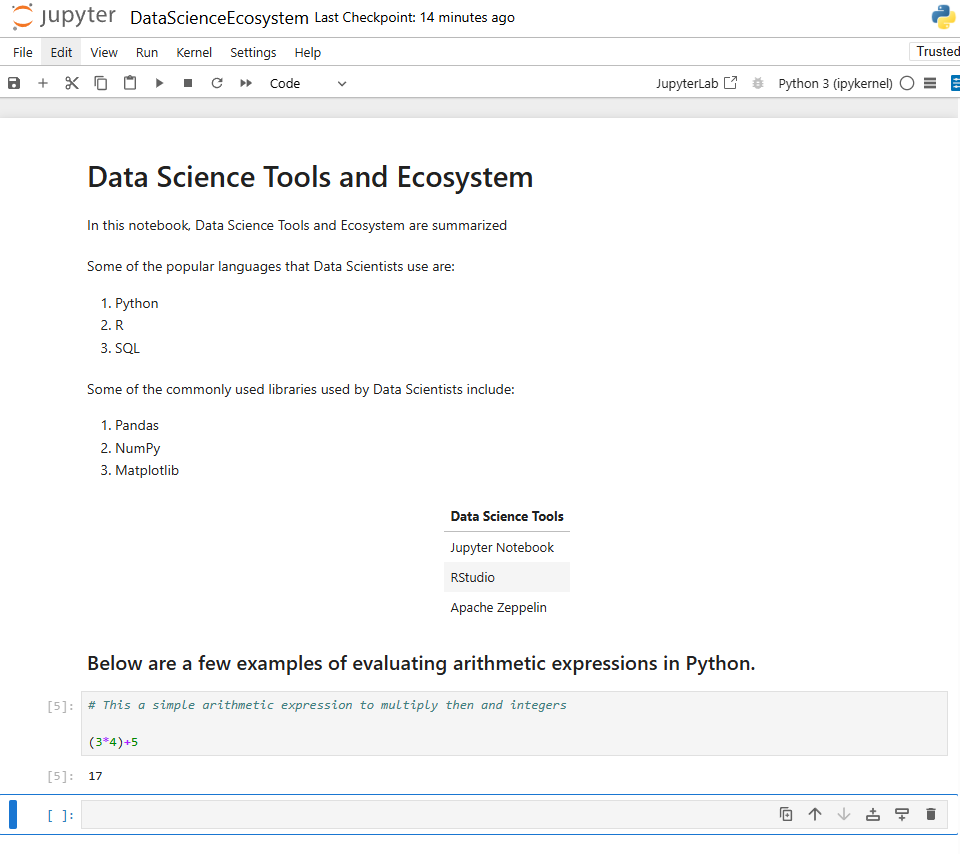 jupyter DataScienceEcosystem Last Checkpoint: 14 minutes ago
File Edit View Run Kernel Settings Help Trusted
Code JupyterLab Python 3 (ipykernel)
Data Science Tools and Ecosystem
In this notebook, Data Science Tools and Ecosystem are summarized
Some of the popular languages that Data Scientists use are:
1. Python
2. R
3. SQL
Some of the commonly used libraries used by Data Scientists include:
1. Pandas
2. NumPy
3. Matplotlib
Data Science Tools
Jupyter Notebook
RStudio
Apache Zeppelin
Below are a few examples of evaluating arithmetic expressions in Python.
[5]: # This a simple arithmetic expression to multiply then and integers
(3*4)+5
[5]: 17
[ ]: